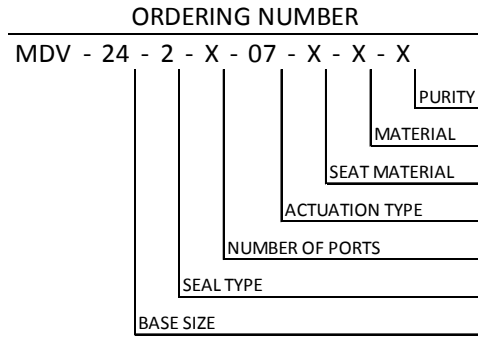 ORDERING NUMBER
MDV - 24 - 2 - X - 07 - X - X - X
PURITY
MATERIAL
SEAT MATERIAL
ACTUATION TYPE
NUMBER OF PORTS
SEAL TYPE
BASE SIZE